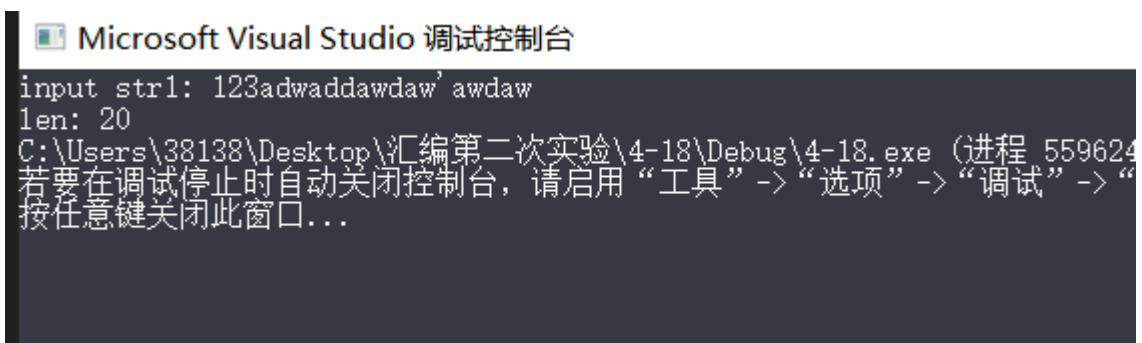 Microsoft Visual Studio 调试控制台
input str1: 123adwaddawdaw'awdaw
len: 20
C:\Users\38138\Desktop\汇编第二次实验\4-18\Debug\4-18.exe (进程 559624
若要在调试停止时自动关闭控制台，请启用“工具”->“选项”->“调试”->“
按任意键关闭此窗口...